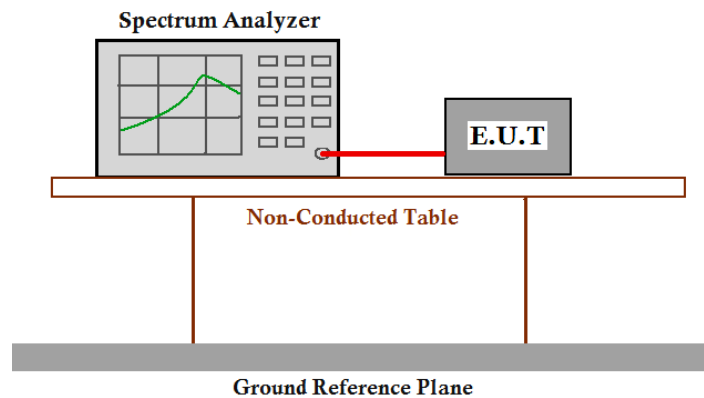 Spectrum Analyzer
E.U.T
Non-Conducted Table
Ground Reference Plane